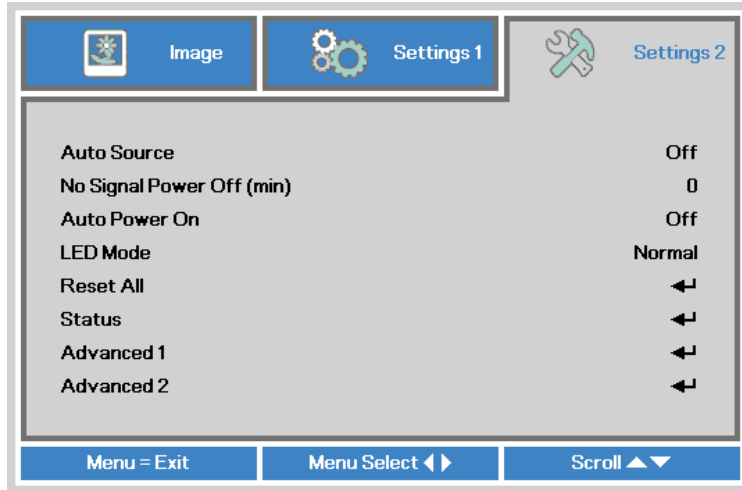 Image
Settings 1
Settings 2
Auto Source Off
No Signal Power Off (min) 0
Auto Power On Off
LED Mode Normal
Reset All
Status
Advanced 1
Advanced 2
Menu = Exit
Menu Select
Scroll